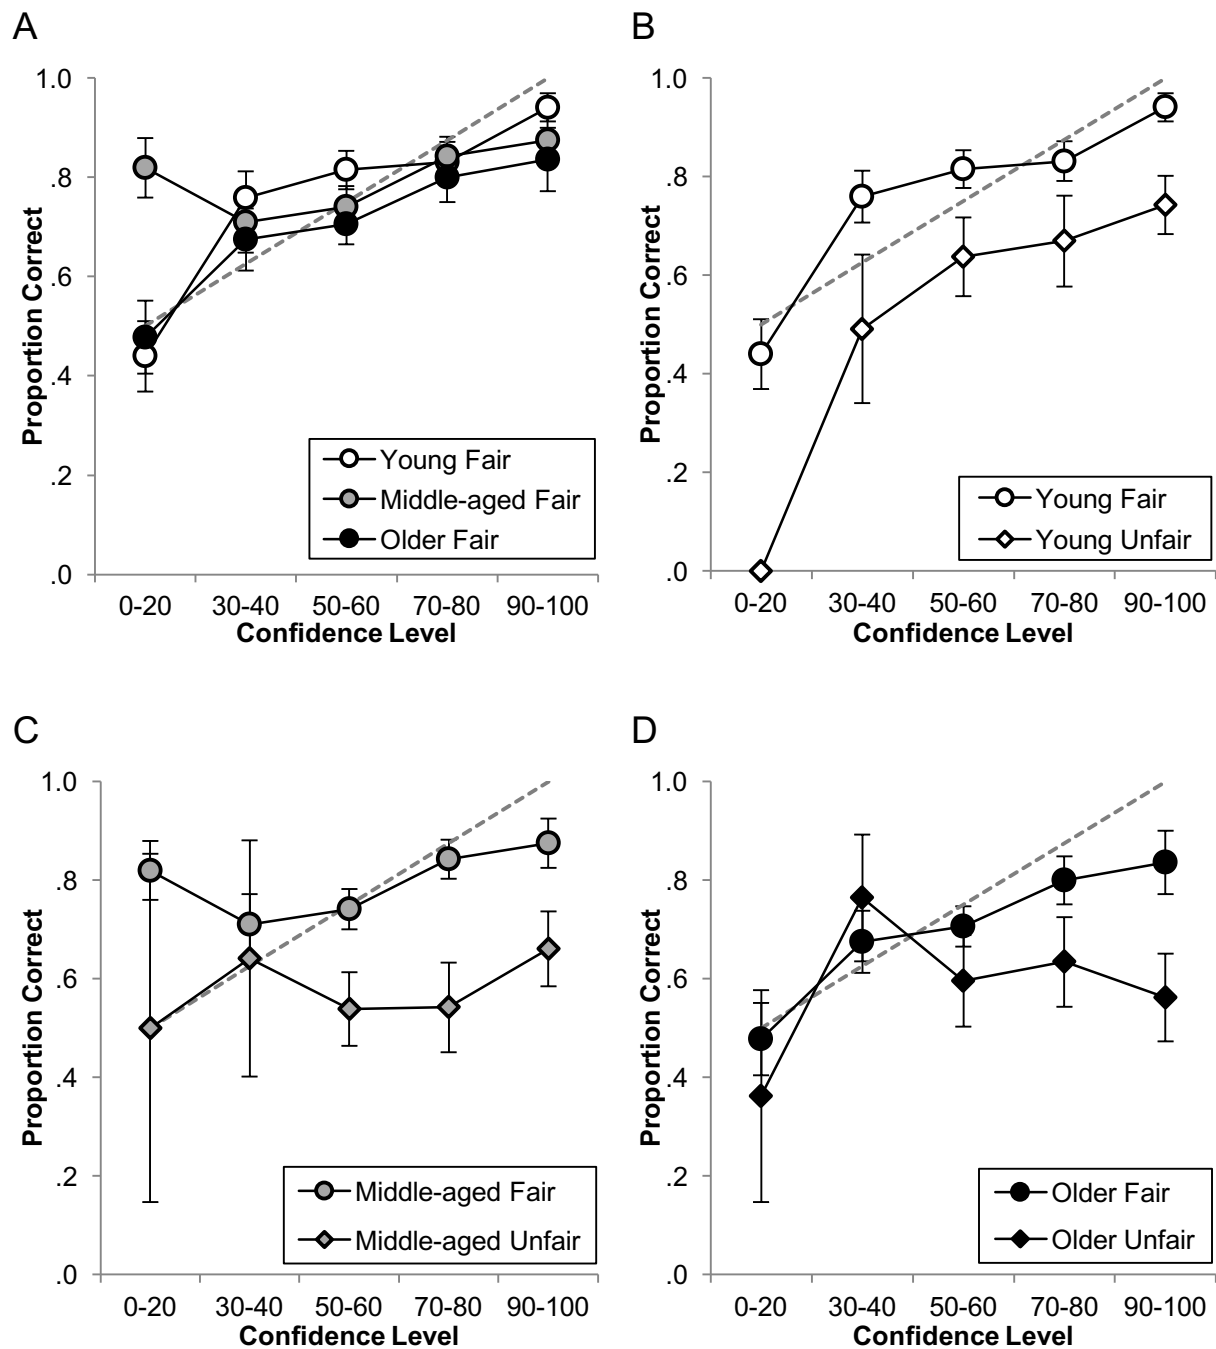 A
1.0
.8
.6
.4
.2
.0
Proportion Correct
Young Fair
Middle-aged Fair
Older Fair
0-20 30-40 50-60 70-80 90-100
Confidence Level
B
1.0
.8
.6
.4
.2
.0
Proportion Correct
Young Fair
Young Unfair
0-20 30-40 50-60 70-80 90-100
Confidence Level
C
1.0
.8
.6
.4
.2
.0
Proportion Correct
Middle-aged Fair
Middle-aged Unfair
0-20 30-40 50-60 70-80 90-100
Confidence Level
D
1.0
.8
.6
.4
.2
.0
Proportion Correct
Older Fair
Older Unfair
0-20 30-40 50-60 70-80 90-100
Confidence Level